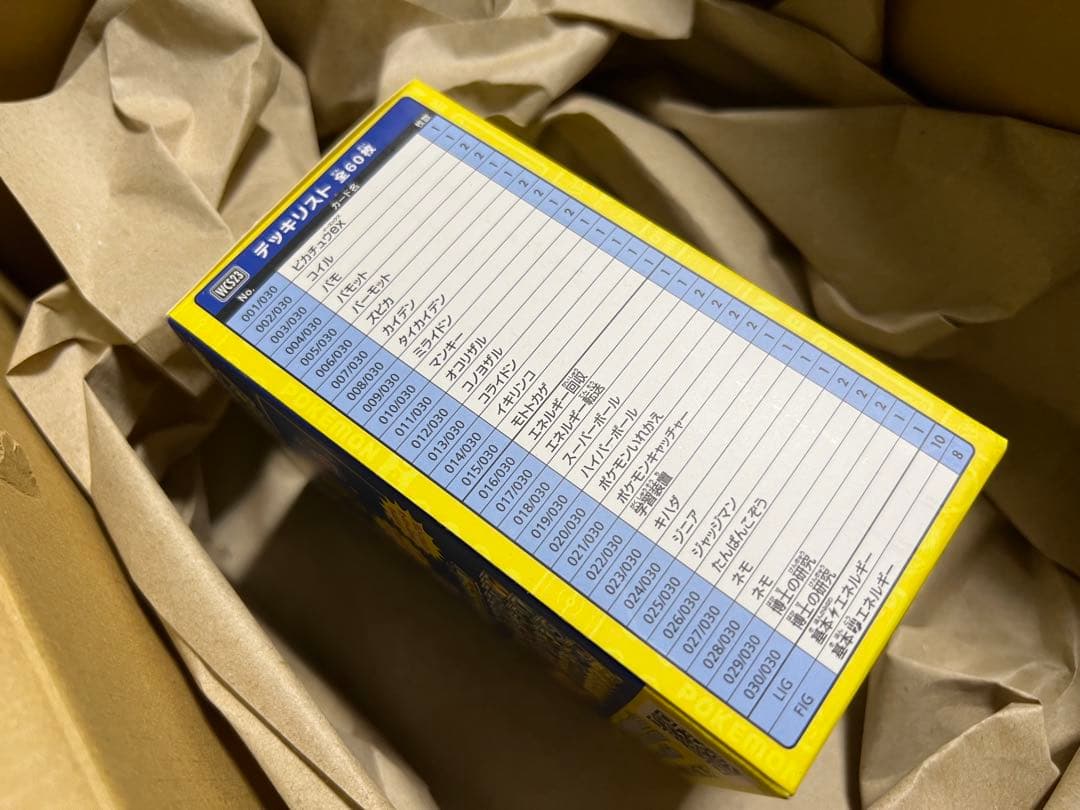 WCS23 デッキリスト 全60枚
No. カード名 枚数
001/030 ピカチュウex 1
002/030 コイル 1
003/030 パモ 2
004/030 パモット 2
005/030 パーモット 1
006/030 ズピカ 1
007/030 カイデン 2
008/030 タイカイデン 2
009/030 ミライドン 1
010/030 マンキー 2
011/030 オコリザル 1
012/030 コノヨザル 1
013/030 コライドン 1
014/030 イキリンコ 1
015/030 モトトカゲ 1
016/030 エネルギー回収 1
017/030 エネルギー転送 1
018/030 スーパーボール 2
019/030 ハイパーボール 2
020/030 ポケモンいれかえ 2
021/030 ポケモンキャッチャー 2
022/030 学習装置 1
023/030 キハダ 1
024/030 ジニア 1
025/030 ジャッジマン 1
026/030 たんぱんこぞう 2
027/030 ネモ 2
028/030 ネモ 2
029/030 博士の研究 1
030/030 博士の研究 1
LIG 基本エネルギー 10
FIG 基本エネルギー 8
POKEMON
POKEMON